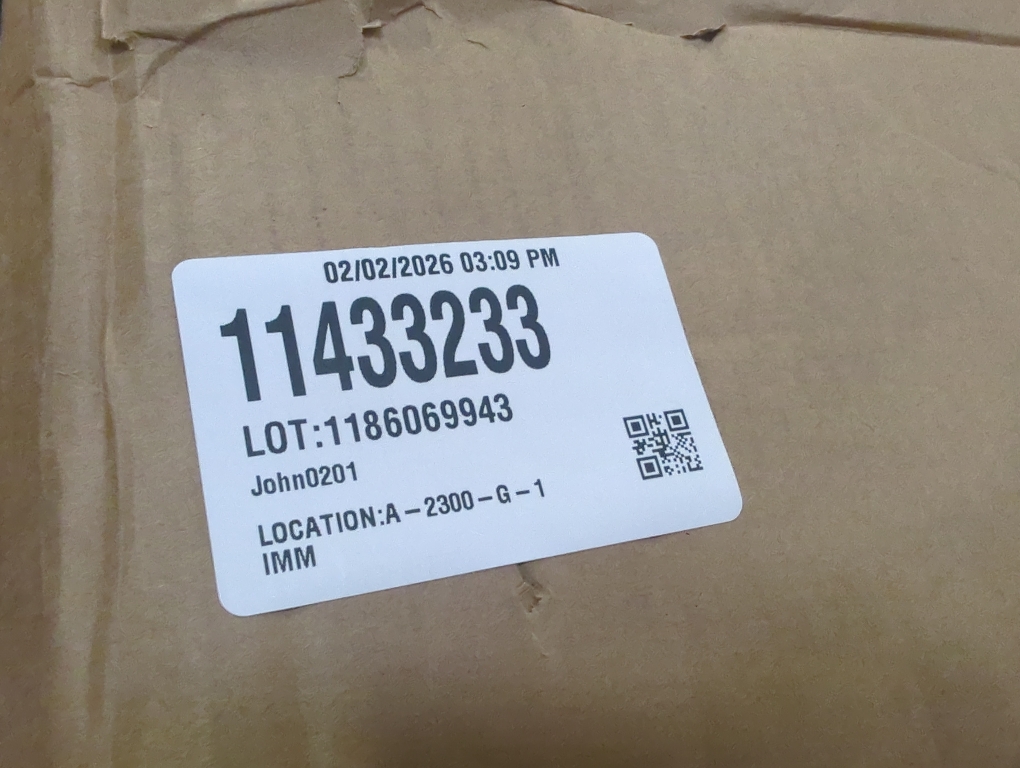 02/02/2026 03:09 PM
11433233
LOT:1186069943
John0201
LOCATION:A-2300-G-1
IMM